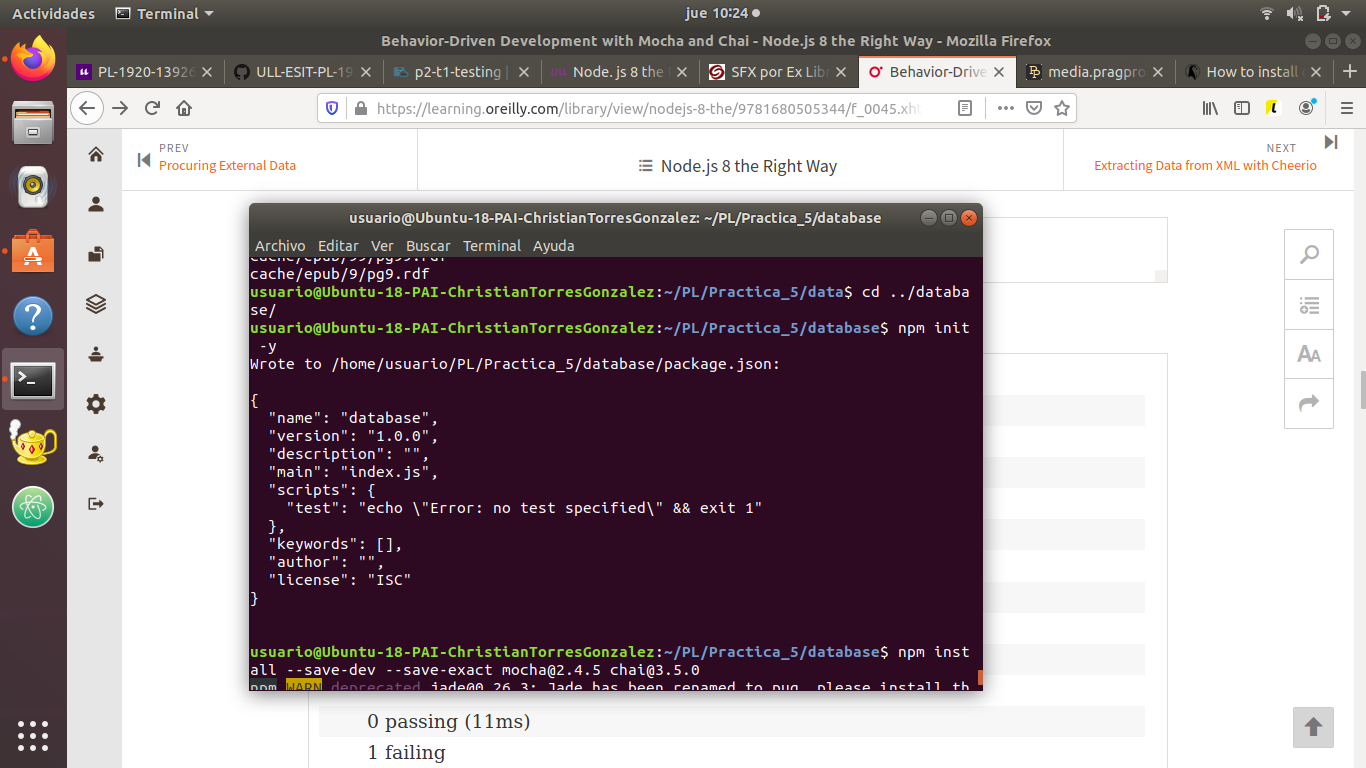 Actividades
Terminal
jue 10:24
Behavior-Driven Development with Mocha and Chai - Node.js 8 the Right Way - Mozilla Firefox
PL-1920-13926
ULL-ESIT-PL-19
p2-t1-testing |
Node. js 8 the
SFX por Ex Libr
Behavior-Drive
media.pragpro
How to install
https://learning.oreilly.com/library/view/nodejs-8-the/9781680505344/f_0045.xht
PREV
Procuring External Data
Node.js 8 the Right Way
NEXT
Extracting Data from XML with Cheerio
usuario@Ubuntu-18-PAI-ChristianTorresGonzalez: ~/PL/Practica_5/database
Archivo Editar Ver Buscar Terminal Ayuda
cache/epub/99/pg99.rdf
cache/epub/9/pg9.rdf
usuario@Ubuntu-18-PAI-ChristianTorresGonzalez:~/PL/Practica_5/data$ cd ../databa
se/
usuario@Ubuntu-18-PAI-ChristianTorresGonzalez:~/PL/Practica_5/database$ npm init
-y
Wrote to /home/usuario/PL/Practica_5/database/package.json:
{
"name": "database",
"version": "1.0.0",
"description": "",
"main": "index.js",
"scripts": {
"test": "echo \"Error: no test specified\" && exit 1"
},
"keywords": [],
"author": "",
"license": "ISC"
}
usuario@Ubuntu-18-PAI-ChristianTorresGonzalez:~/PL/Practica_5/database$ npm inst
all --save-dev --save-exact mocha@2.4.5 chai@3.5.0
npm WARN deprecated jade@0.26.3: Jade has been renamed to pug, please install th
0 passing (11ms)
1 failing